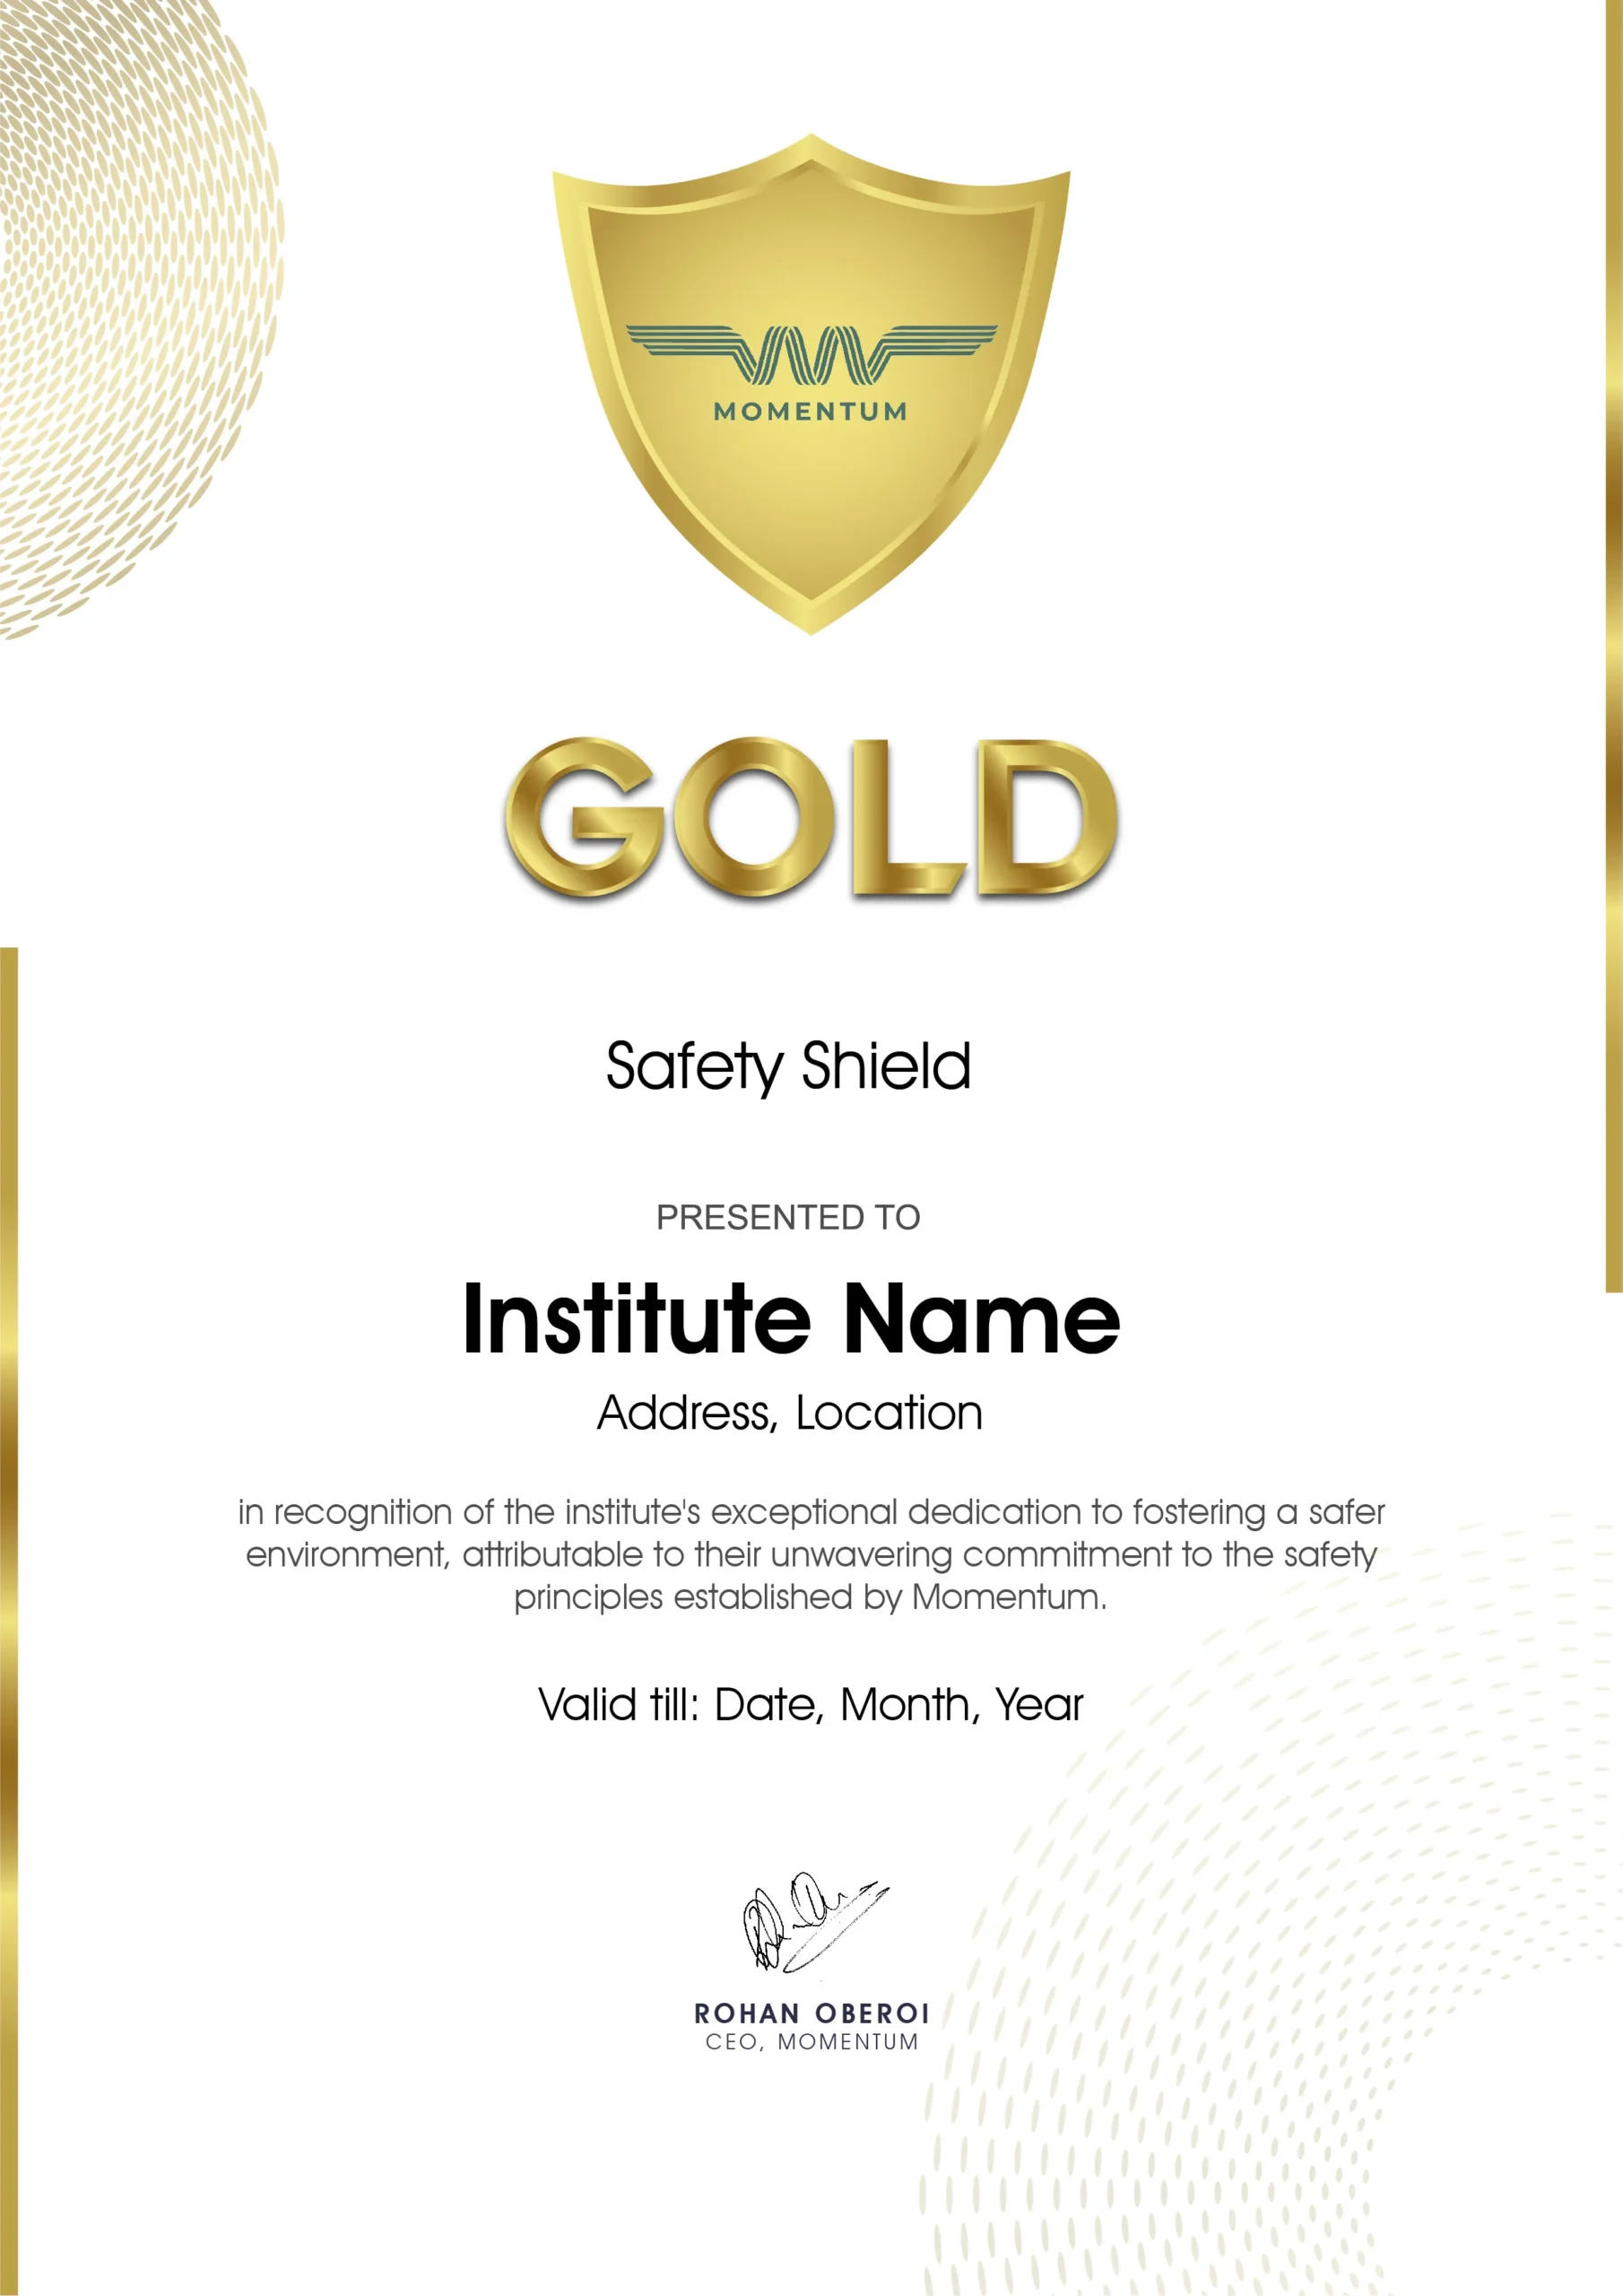 MOMENTUM
GOLD
Safety Shield
PRESENTED TO
Institute Name
Address, Location
in recognition of the institute's exceptional dedication to fostering a safer
environment, attributable to their unwavering commitment to the safety
principles established by Momentum.
Valid till: Date, Month, Year
ROHAN OBEROI
CEO, MOMENTUM